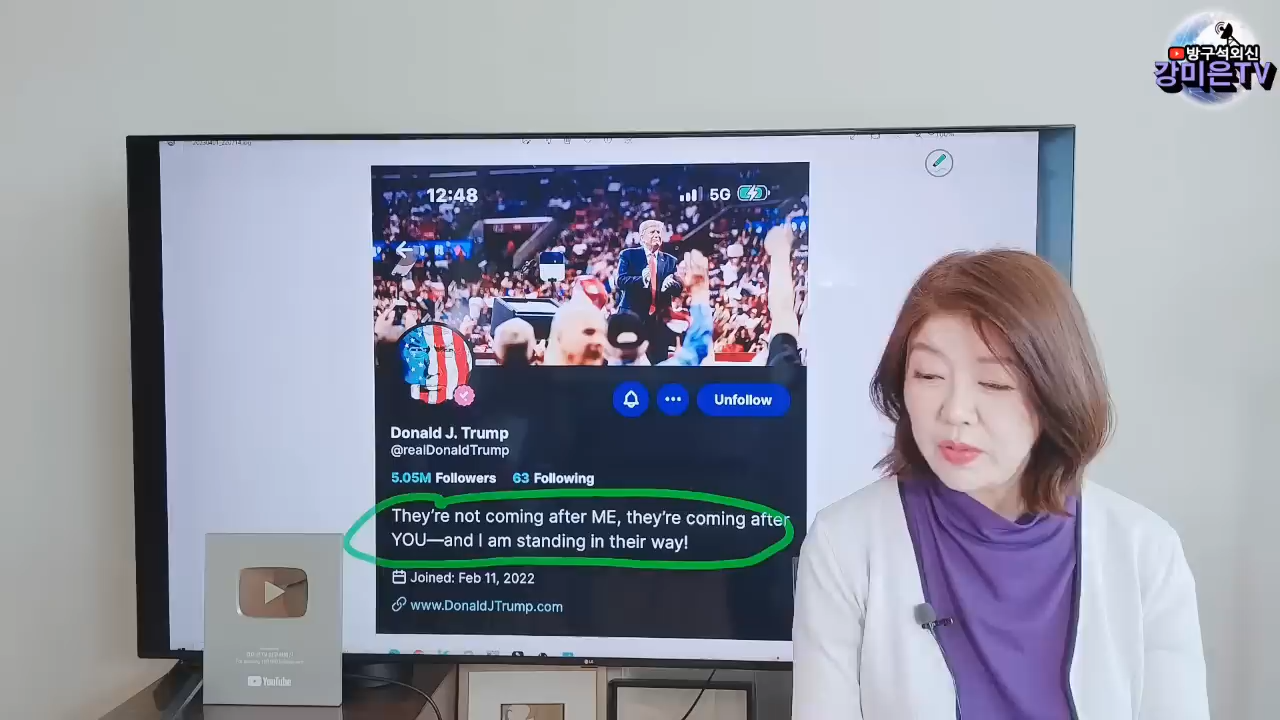 방구석외신
강미은TV
12:48
5G
Unfollow
Donald J. Trump
@realDonaldTrump
5.05M Followers 63 Following
They're not coming after ME, they're coming after
YOU—and I am standing in their way!
Joined: Feb 11, 2022
www.DonaldJTrump.com
YouTube
LG